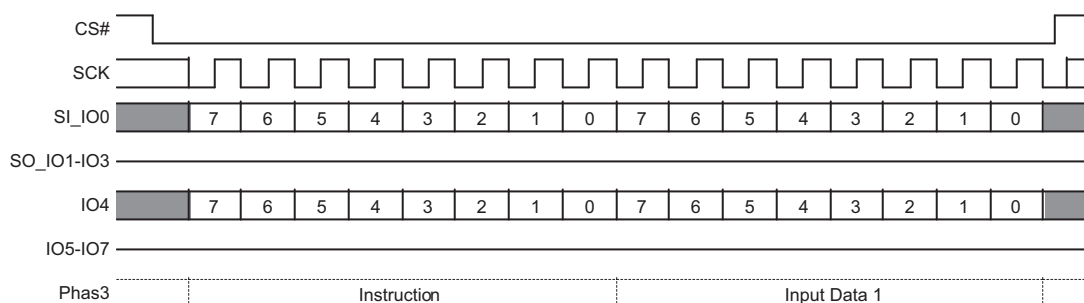 CS#
SCK
SI_IO0 7 6 5 4 3 2 1 0 7 6 5 4 3 2 1 0
SO_IO1-IO3
IO4 7 6 5 4 3 2 1 0 7 6 5 4 3 2 1 0
IO5-IO7
Phas3 Instruction Input Data 1